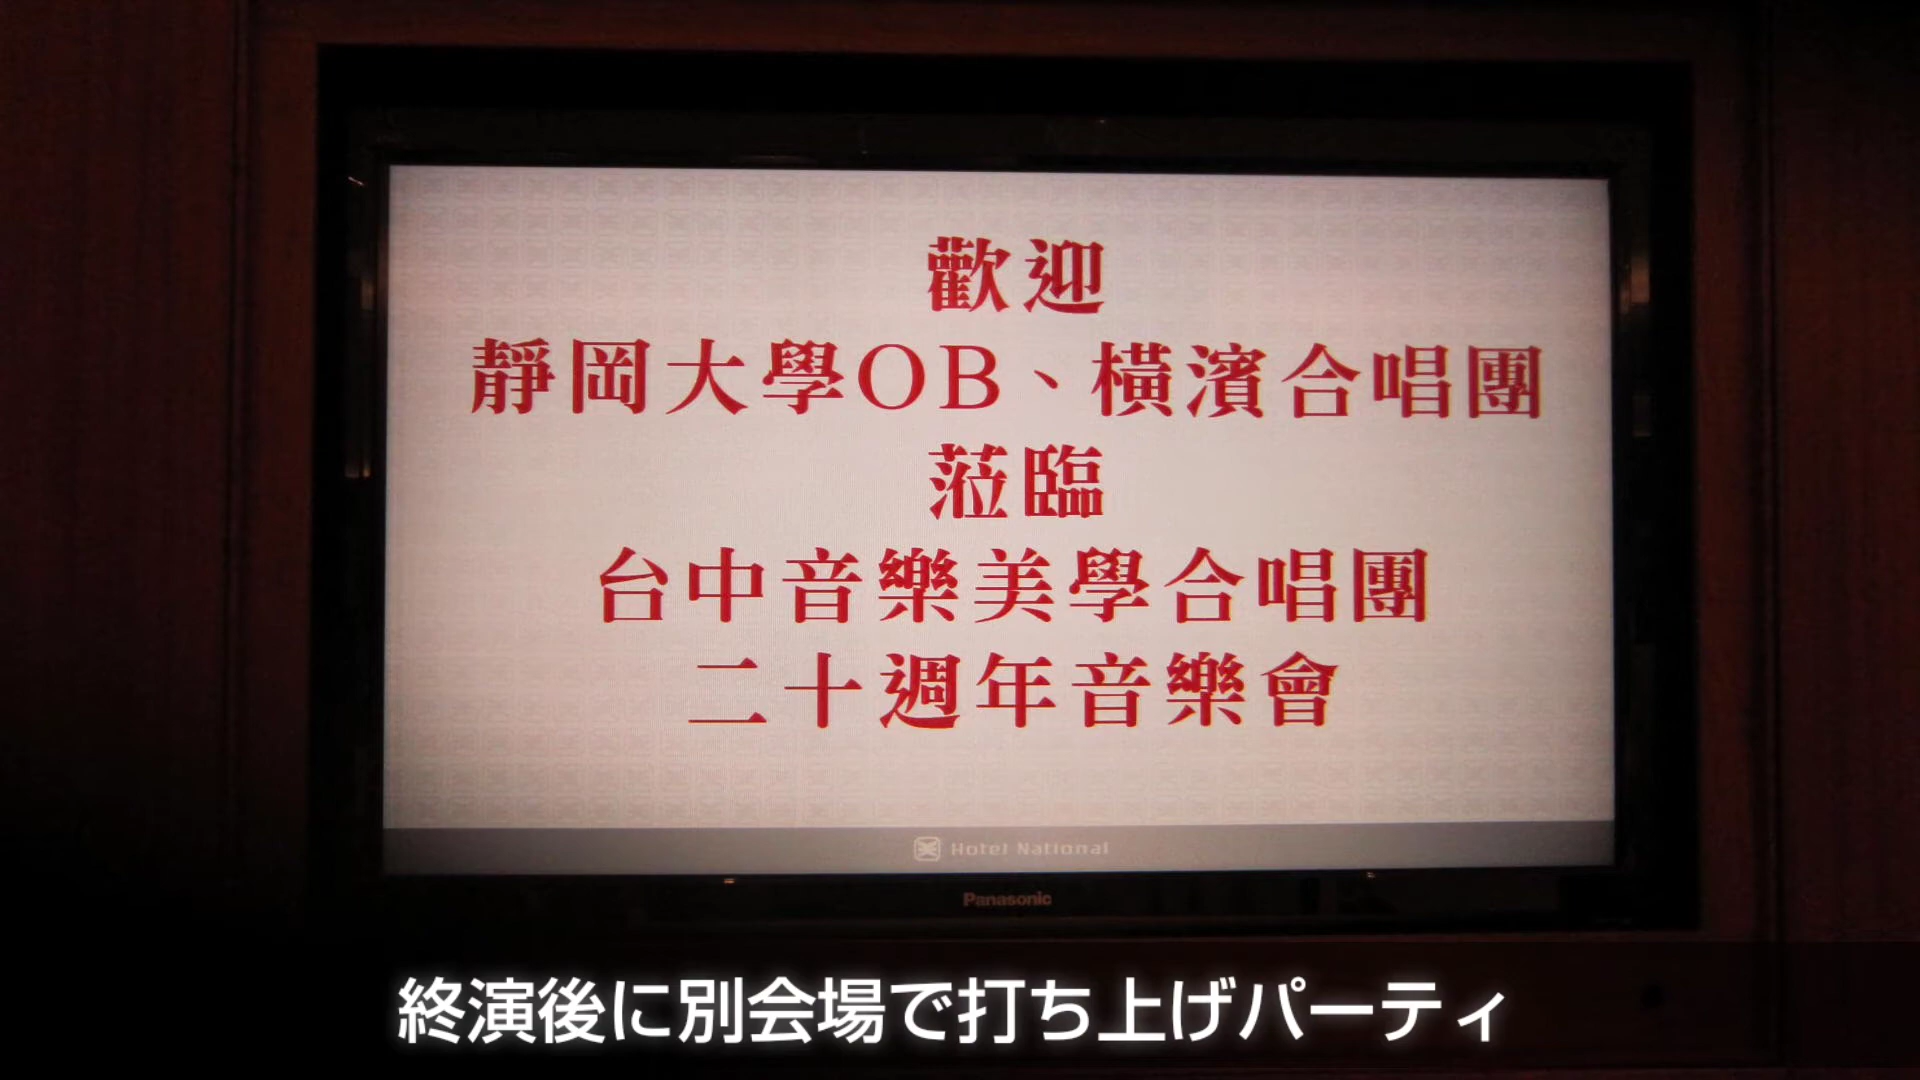 歡迎
靜岡大學OB、橫濱合唱團
蒞臨
台中音樂美學合唱團
二十週年音樂會
Hotel National
Panasonic
終演後に別会場で打ち上げパーティ